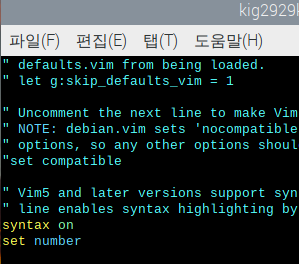 kig2929k
파일(F) 편집(E) 탭(T) 도움말(H)
" defaults.vim from being loaded.
" let g:skip_defaults_vim = 1
" Uncomment the next line to make Vim
" NOTE: debian.vim sets 'nocompatible
" options, so any other options shoul
"set compatible
" Vim5 and later versions support syn
" line enables syntax highlighting by
syntax on
set number